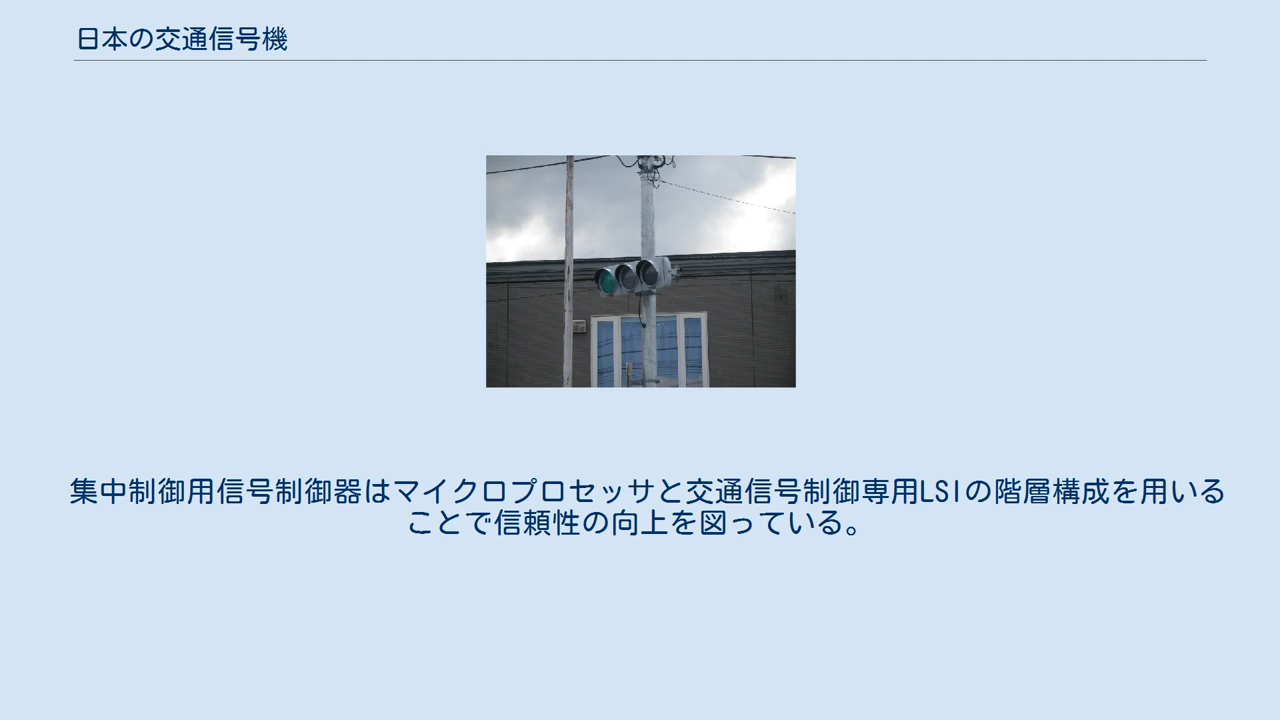 日本の交通信号機
集中制御用信号制御器はマイクロプロセッサと交通信号制御専用LSIの階層構成を用いる
ことで信頼性の向上を図っている。